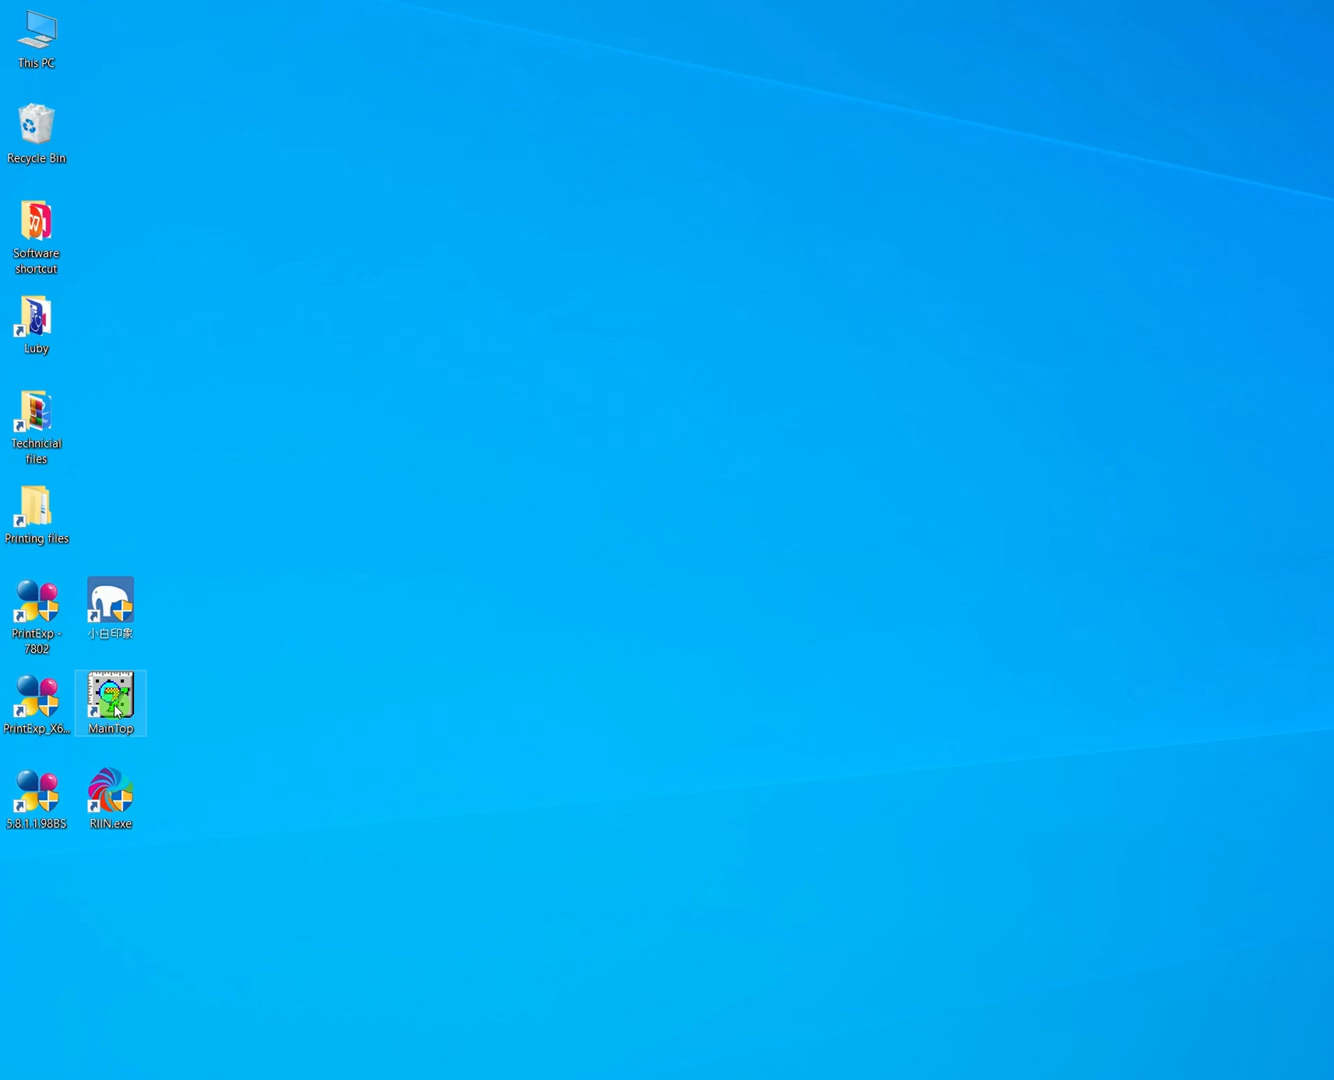 This PC
Recycle Bin
Software
shortcut
Luby
Technicial
files
Printing files
PrintExp -
7802
小白印象
PrintExp_X6...
MainTop
5.8.1.1.98BS
RIIN.exe